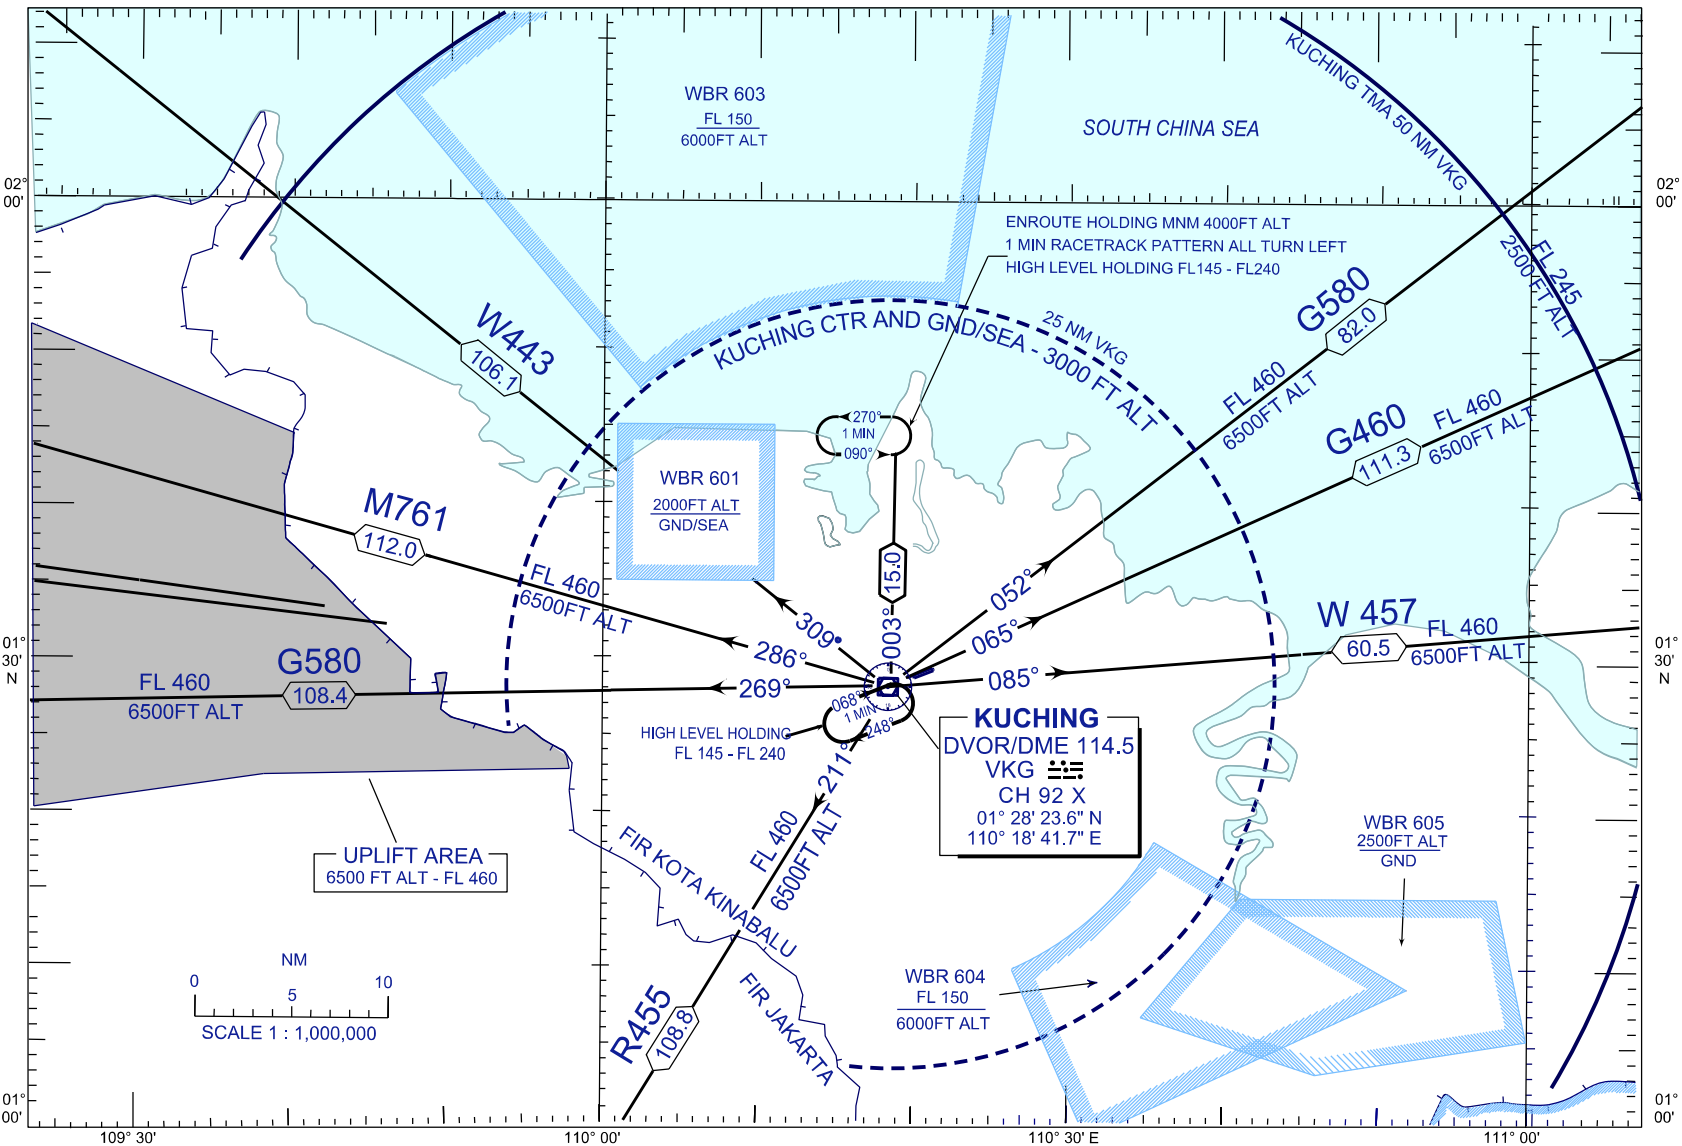 WBR 603
FL 150
6000FT ALT
SOUTH CHINA SEA
KUCHING TMA 50 NM VKG
FL 245
2500 FT ALT
02°
00'
02°
00'
ENROUTE HOLDING MNM 4000FT ALT
1 MIN RACETRACK PATTERN ALL TURN LEFT
HIGH LEVEL HOLDING FL145 - FL240
W443
106.1
KUCHING CTR AND GND/SEA - 3000 FT ALT
25 NM VKG
G580
82.0
FL 460
6500FT ALT
G460
111.3
FL 460
6500FT ALT
270°
1 MIN
090°
WBR 601
2000FT ALT
GND/SEA
M761
112.0
FL 460
6500FT ALT
15.0
003°
052°
065°
309°
286°
269°
085°
W 457
60.5
FL 460
6500FT ALT
01°
30'
N
01°
30'
N
G580
108.4
FL 460
6500FT ALT
068°
1 MIN
248°
HIGH LEVEL HOLDING
FL 145 - FL 240
211°
FL 460
6500FT ALT
KUCHING
DVOR/DME 114.5
VKG
CH 92 X
01° 28' 23.6" N
110° 18' 41.7" E
UPLIFT AREA
6500 FT ALT - FL 460
FIR KOTA KINABALU
FIR JAKARTA
R455
108.8
WBR 605
2500FT ALT
GND
WBR 604
FL 150
6000FT ALT
NM
0
5
10
SCALE 1 : 1,000,000
01°
00'
01°
00'
109° 30'
110° 00'
110° 30' E
111° 00'